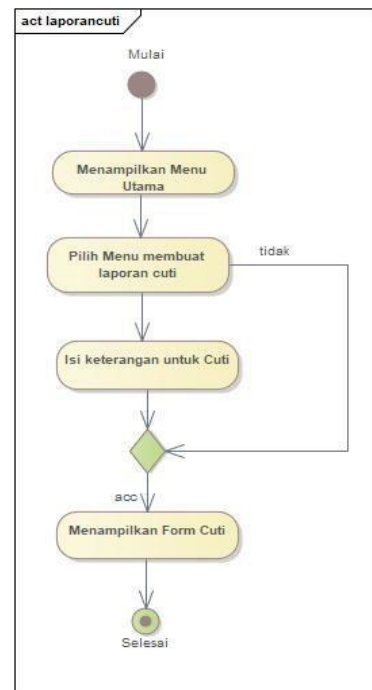 act laporancuti
Mulai
Menampilkan Menu
Utama
Pilih Menu membuat
laporan cuti
tidak
Isi keterangan untuk Cuti
acc
Menampilkan Form Cuti
Selesai